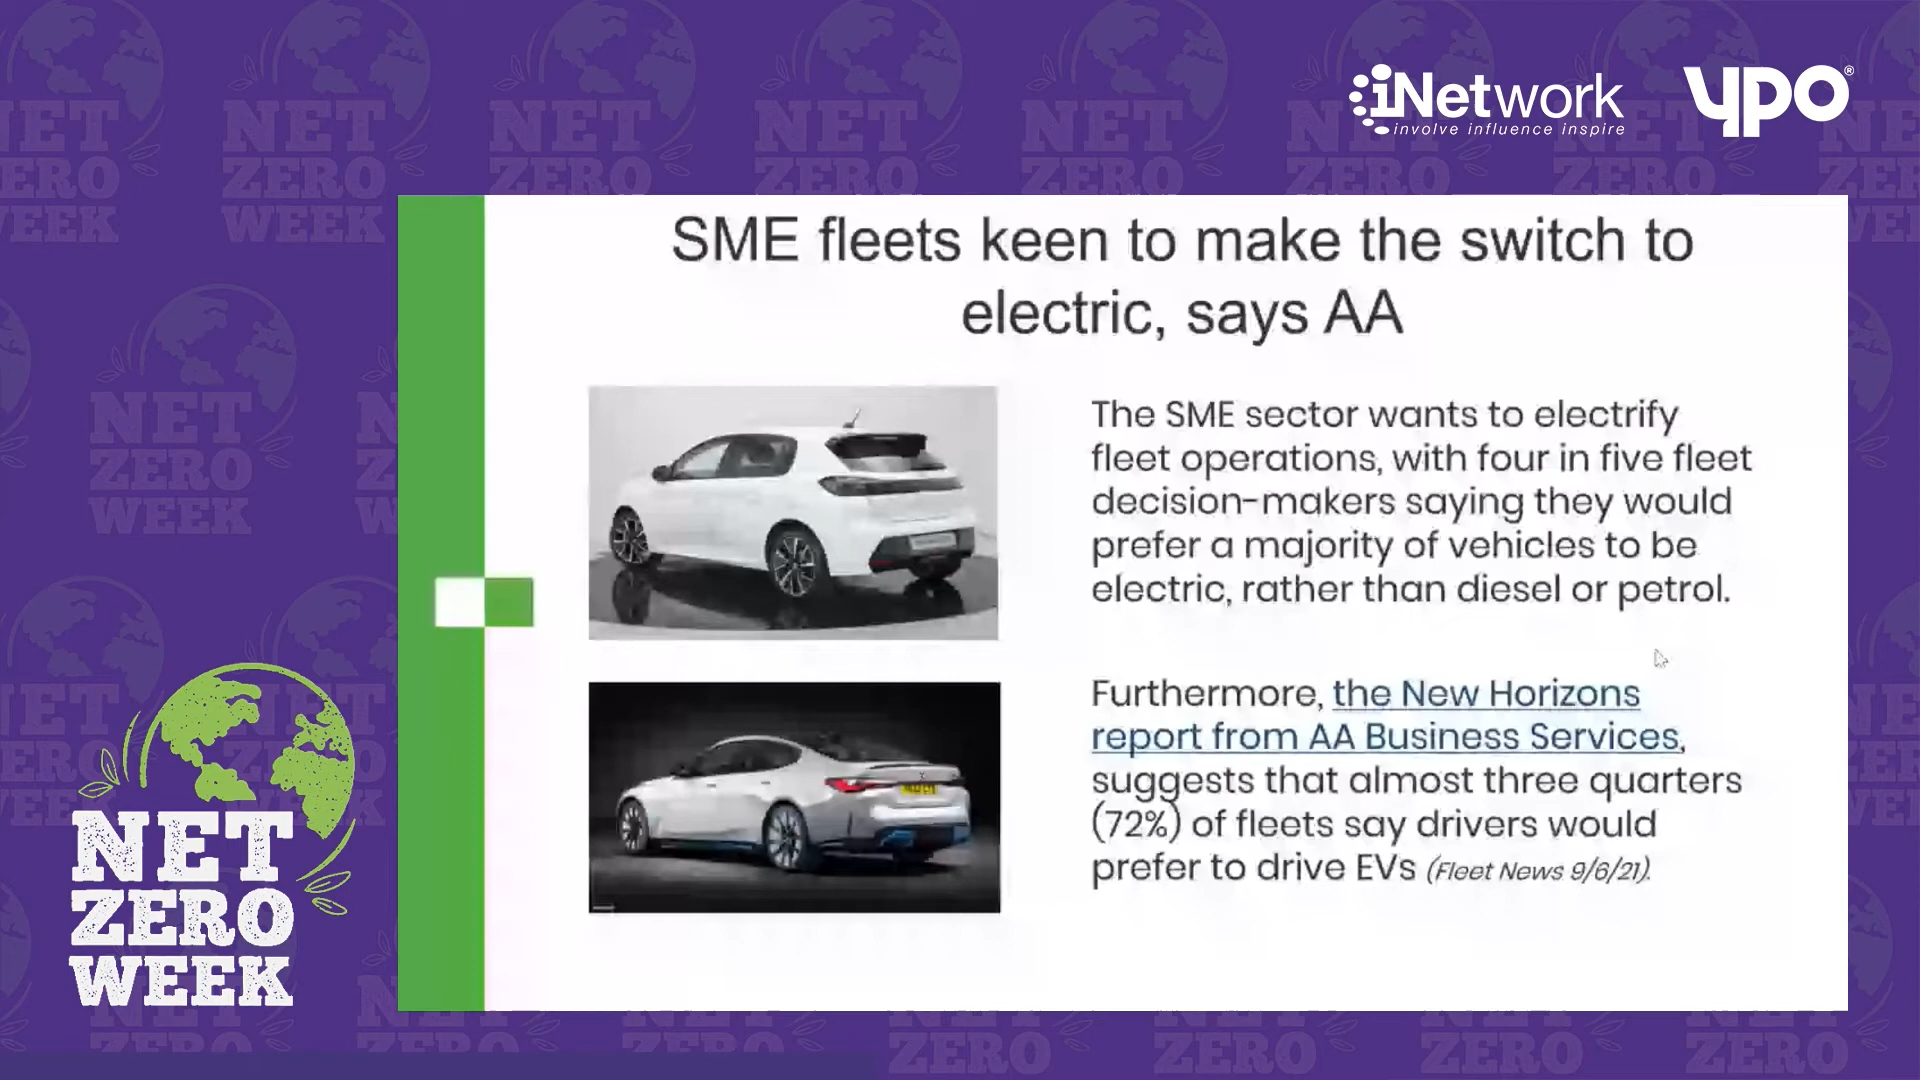 iNetwork
involve influence inspire
ypo®
SME fleets keen to make the switch to
electric, says AA
The SME sector wants to electrify
fleet operations, with four in five fleet
decision-makers saying they would
prefer a majority of vehicles to be
electric, rather than diesel or petrol.
Furthermore, the New Horizons
report from AA Business Services,
suggests that almost three quarters
(72%) of fleets say drivers would
prefer to drive EVs (Fleet News 9/6/21).
NET
ZERO
WEEK